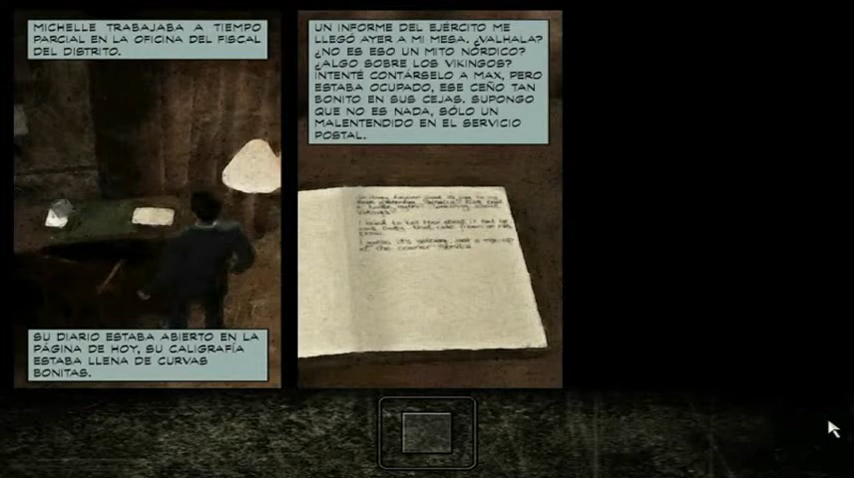 MICHELLE TRABAJABA A TIEMPO
PARCIAL EN LA OFICINA DEL FISCAL
DEL DISTRITO.
SU DIARIO ESTABA ABIERTO EN LA
PÁGINA DE HOY, SU CALIGRAFÍA
ESTABA LLENA DE CURVAS
BONITAS.
UN INFORME DEL EJÉRCITO ME
LLEGÓ AYER A MI MESA. ¿VALHALA?
¿NO ES ESO UN MITO NÓRDICO?
¿ALGO SOBRE LOS VIKINGOS?
INTENTÉ CONTÁRSELO A MAX, PERO
ESTABA OCUPADO, ESE CEÑO TAN
BONITO EN SUS CEJAS. SUPONGO
QUE NO ES NADA, SÓLO UN
MALENTENDIDO EN EL SERVICIO
POSTAL.